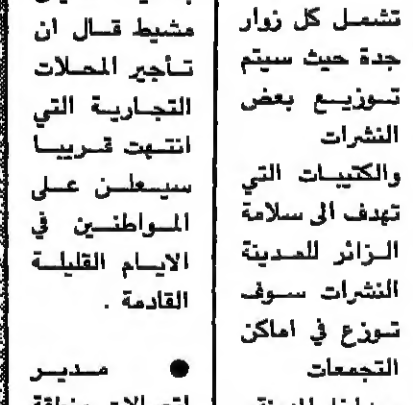 تشمل كل زوار
جدة حيث سيتم
توزيع بعض
النشرات
والكتيبات التي
تهدف الى سلامة
الزائر للمدينة
النشرات سوف
توزع في اماكن
التجمعات
مشيط قال ان
تأجير المحلات
التجارية التي
انتهت قريبا
سيعلن على
المواطنين في
الايام القليلة
القادمة .
● مدير